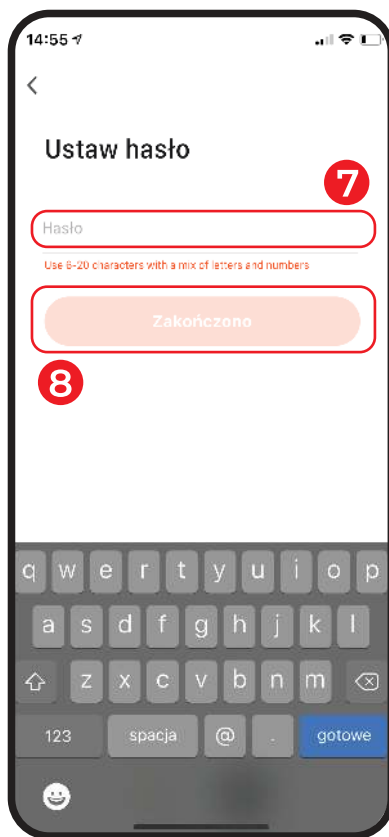 14:55
Ustaw hasło
7
Hasło
Use 6-20 characters with a mix of letters and numbers
Zakończono
8
q w e r t y u i o p
a s d f g h j k l
z x c v b n m
123 spacja @ . gotowe